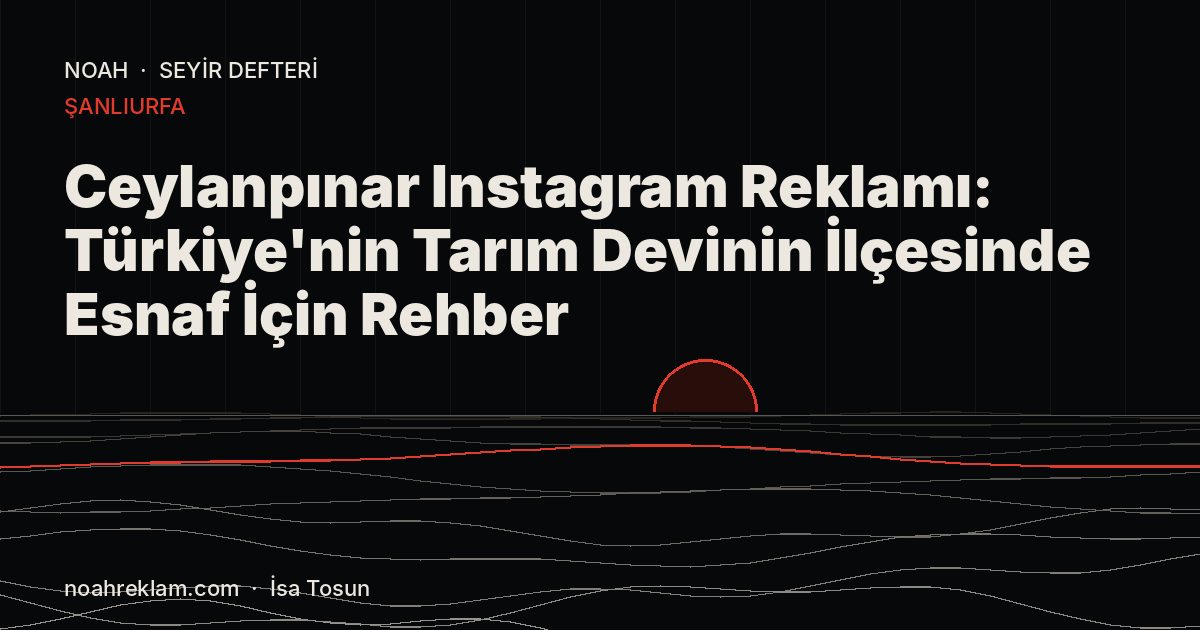 NOAH · SEYİR DEFTERİ
ŞANLIURFA
Ceylanpınar Instagram Reklamı:
Türkiye'nin Tarım Devinin İlçesinde
Esnaf İçin Rehber
noahreklam.com · İsa Tosun